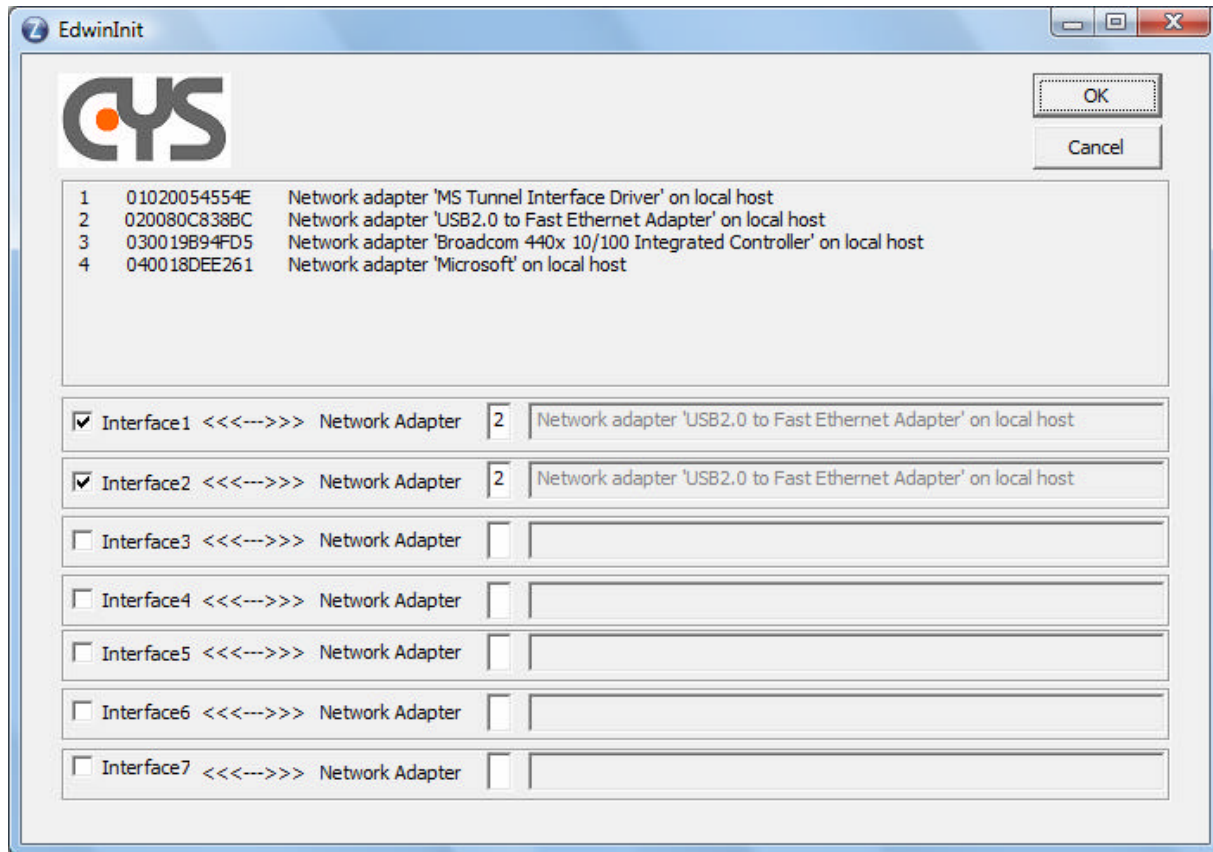 EdwinInit
CYS
OK
Cancel
1 01020054554E Network adapter 'MS Tunnel Interface Driver' on local host
2 020080C838BC Network adapter 'USB2.0 to Fast Ethernet Adapter' on local host
3 030019B94FD5 Network adapter 'Broadcom 440x 10/100 Integrated Controller' on local host
4 040018DEE261 Network adapter 'Microsoft' on local host
Interface1 <<<--->>> Network Adapter 2 Network adapter 'USB2.0 to Fast Ethernet Adapter' on local host
Interface2 <<<--->>> Network Adapter 2 Network adapter 'USB2.0 to Fast Ethernet Adapter' on local host
Interface3 <<<--->>> Network Adapter
Interface4 <<<--->>> Network Adapter
Interface5 <<<--->>> Network Adapter
Interface6 <<<--->>> Network Adapter
Interface7 <<<--->>> Network Adapter